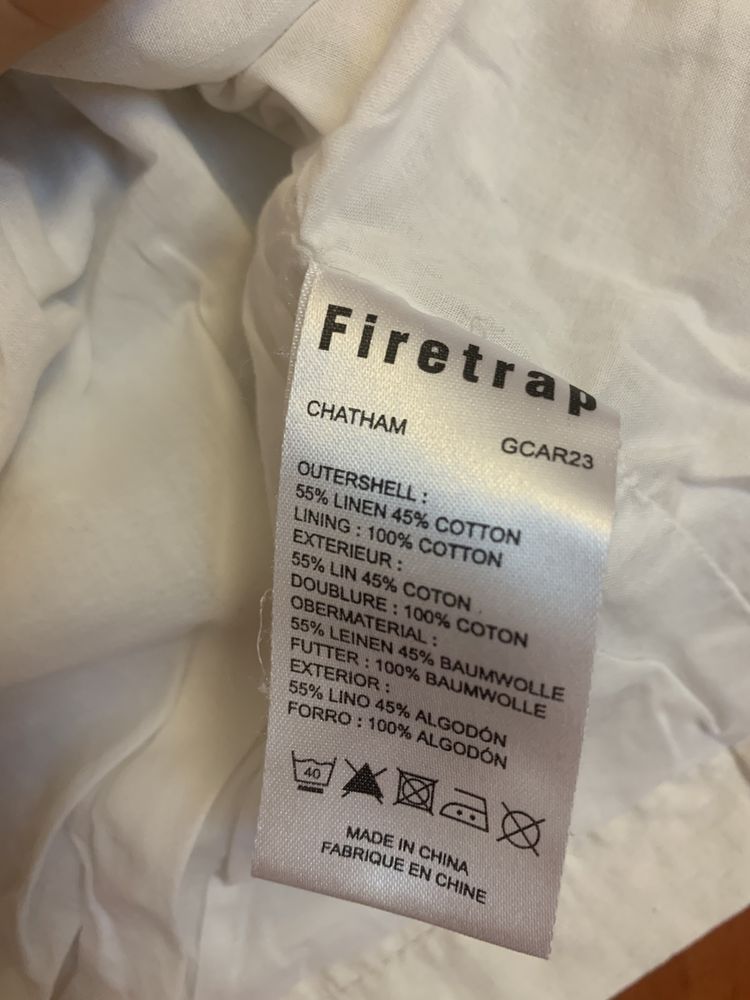 Firetrap
CHATHAM GCAR23
OUTERSHELL :
55% LINEN 45% COTTON
LINING : 100% COTTON
EXTERIEUR :
55% LIN 45% COTON
DOUBLURE : 100% COTON
OBERMATERIAL :
55% LEINEN 45% BAUMWOLLE
FUTTER : 100% BAUMWOLLE
EXTERIOR :
55% LINO 45% ALGODÓN
FORRO : 100% ALGODÓN
40
MADE IN CHINA
FABRIQUE EN CHINE